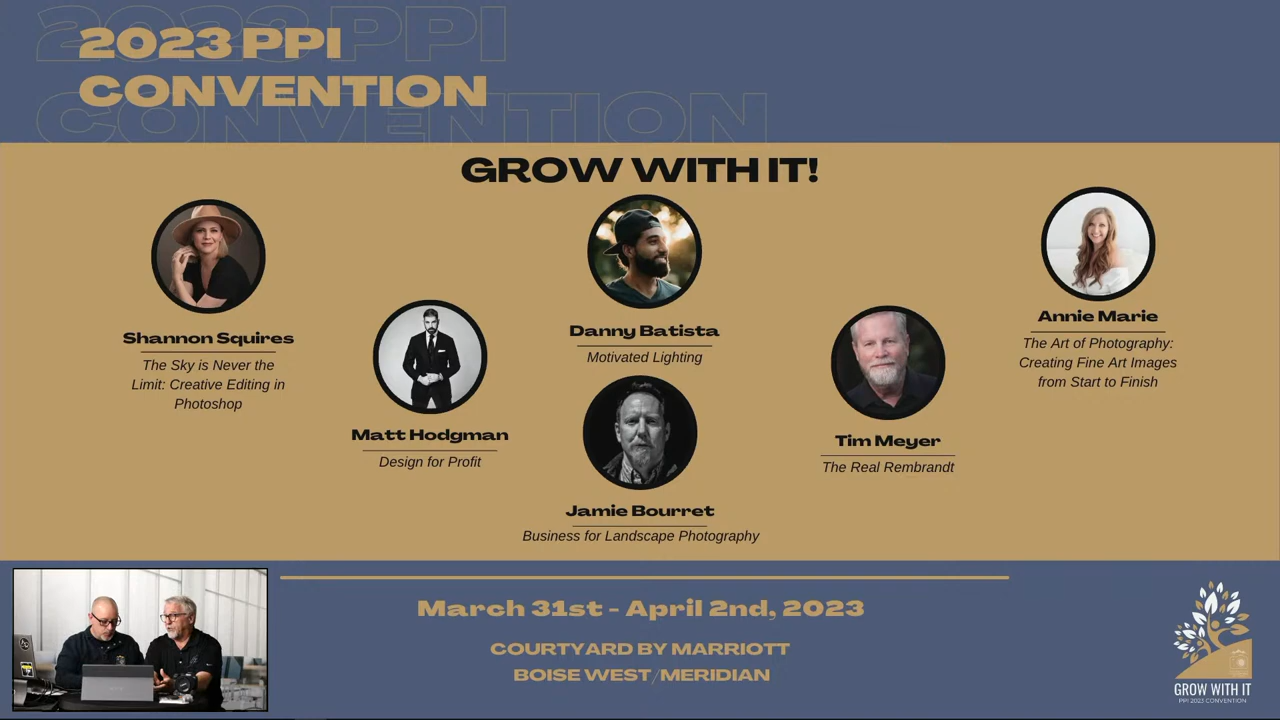 2023 PPI
CONVENTION
2023 PPI
CONVENTION
GROW WITH IT!
Shannon Squires
The Sky is Never the
Limit: Creative Editing in
Photoshop
Matt Hodgman
Design for Profit
Danny Batista
Motivated Lighting
Jamie Bourret
Business for Landscape Photography
Tim Meyer
The Real Rembrandt
Annie Marie
The Art of Photography:
Creating Fine Art Images
from Start to Finish
March 31st - April 2nd, 2023
COURTYARD BY MARRIOTT
BOISE WEST/MERIDIAN
GROW WITH IT
PPI 2023 CONVENTION